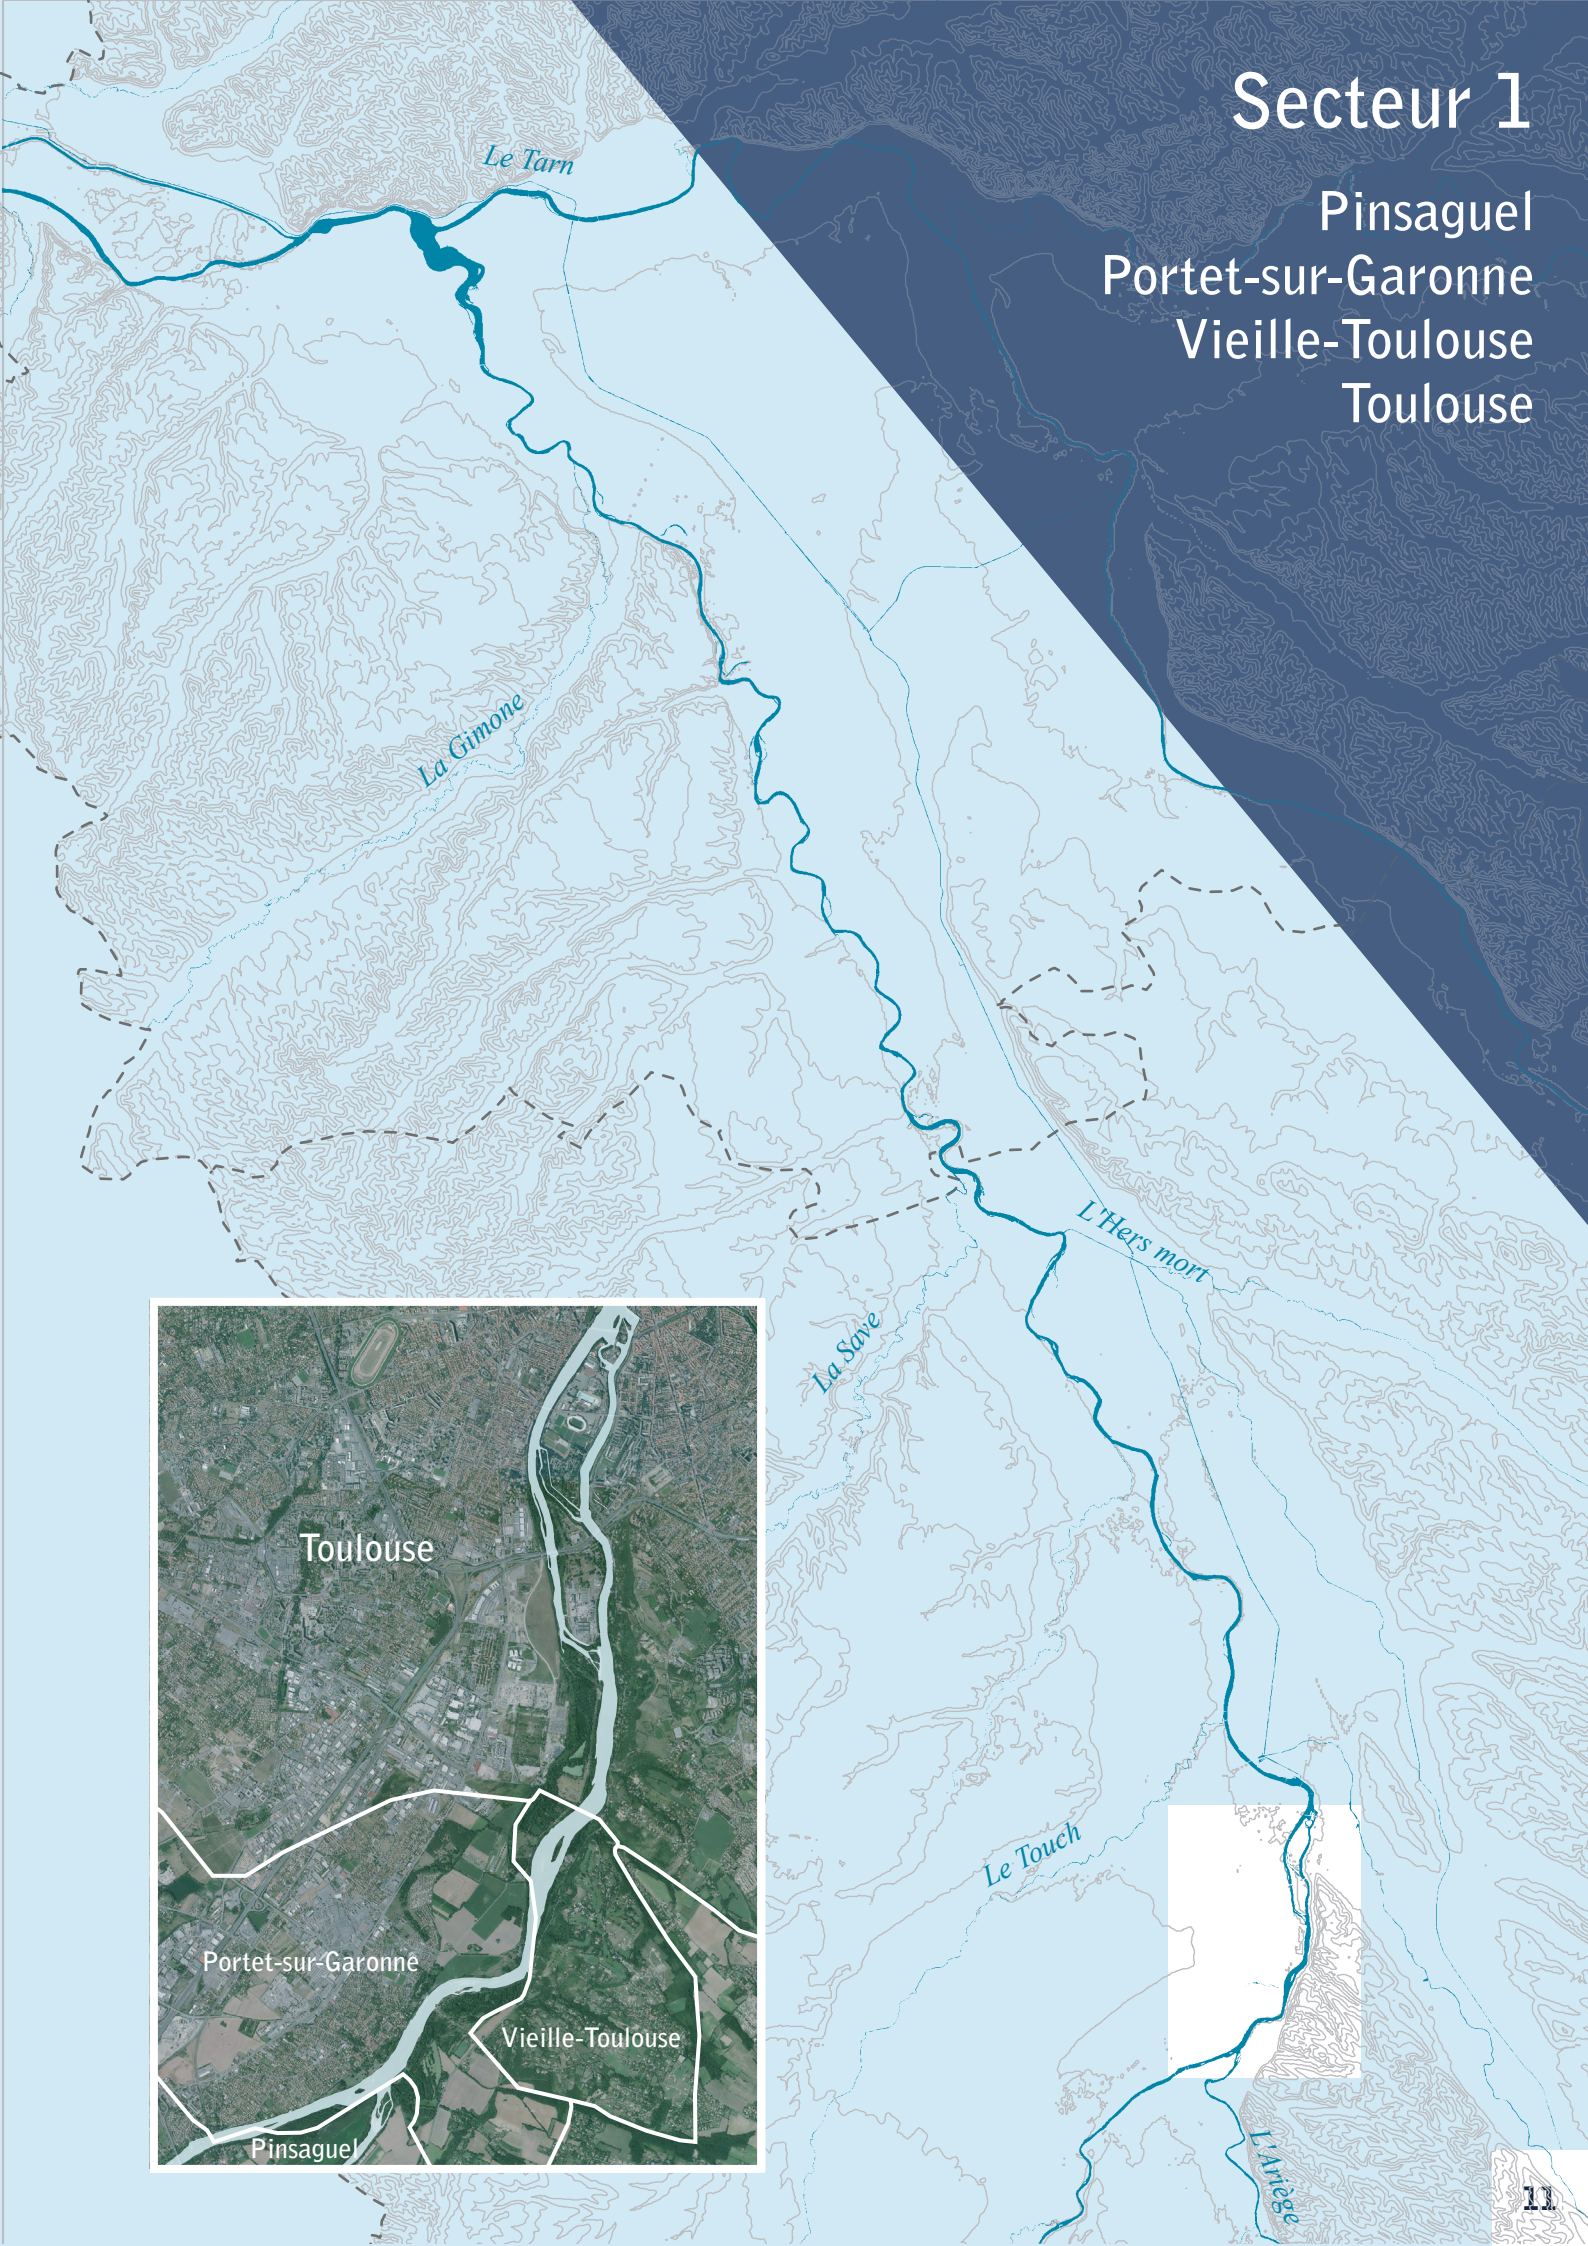 Secteur 1
Pinsaguel
Portet-sur-Garonne
Vieille-Toulouse
Toulouse
Le Tarn
La Gimone
L'Hers mort
La Save
Toulouse
Le Touch
Portet-sur-Garonne
Vieille-Toulouse
Pinsaguel
L'Ariège
11